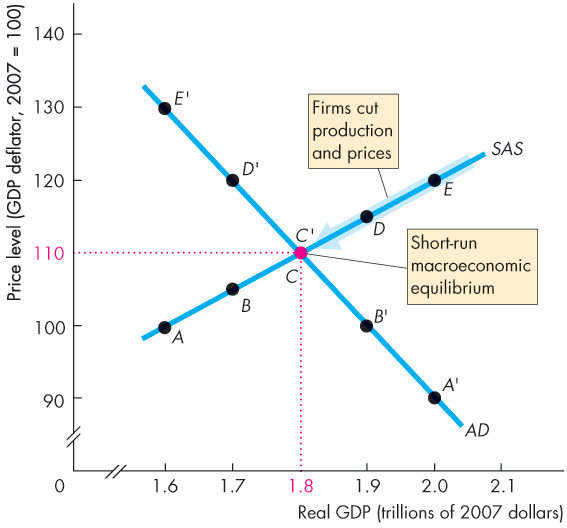 Price level (GDP deflator, 2007 = 100)
140
130
120
110
100
90
0
E'
D'
Firms cut
production
and prices
SAS
E
D
C'
C
Short-run
macroeconomic
equilibrium
B
A
B'
A'
AD
1.6
1.7
1.8
1.9
2.0
2.1
Real GDP (trillions of 2007 dollars)